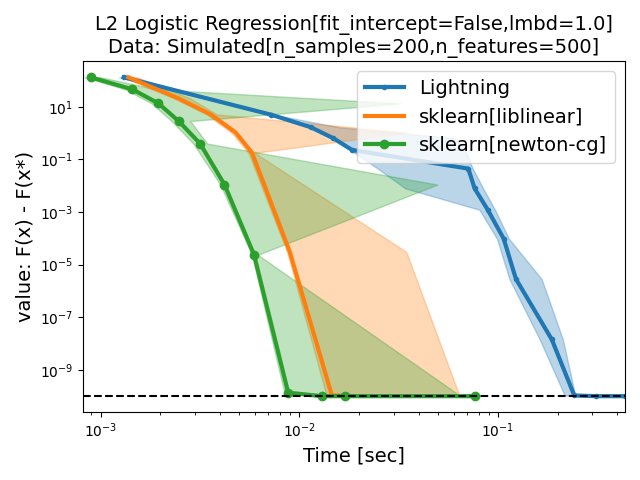 L2 Logistic Regression[fit_intercept=False,lmbd=1.0]
Data: Simulated[n_samples=200,n_features=500]
Lightning
sklearn[liblinear]
sklearn[newton-cg]
value: F(x) - F(x*)
10¹
10⁻¹
10⁻³
10⁻⁵
10⁻⁷
10⁻⁹
10⁻³
10⁻²
10⁻¹
Time [sec]